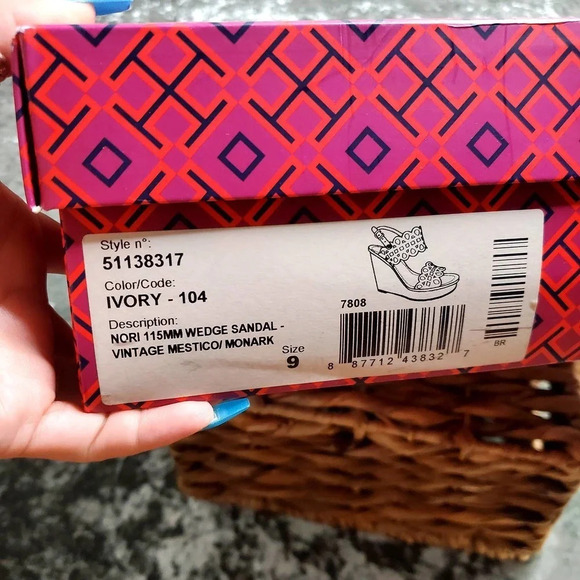 Style n°:
51138317
Color/Code:
IVORY - 104
Description:
NORI 115MM WEDGE SANDAL -
VINTAGE MESTICO/ MONARK
Size
9
7808
8 87712 43832 7
BR